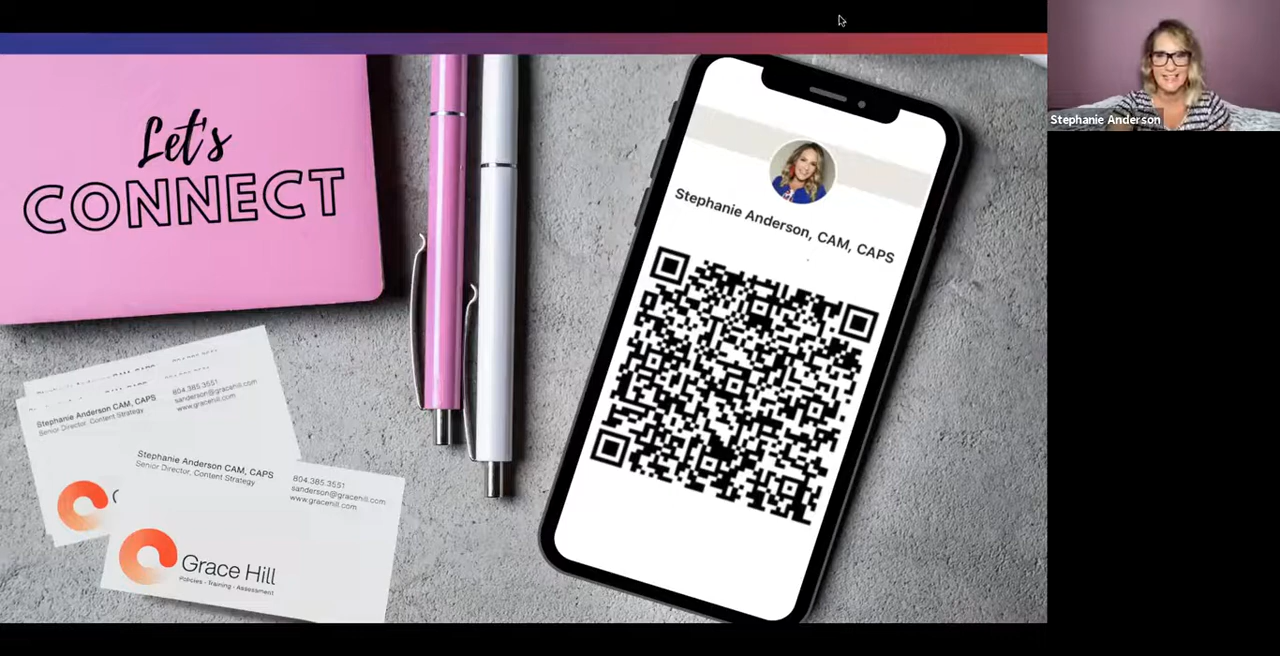 Let's
CONNECT
Stephanie Anderson, CAM, CAPS
Stephanie Anderson
Stephanie Anderson CAM, CAPS
Senior Director, Content Strategy
804.385.3551
sanderson@gracehill.com
www.gracehill.com
Stephanie Anderson CAM, CAPS
Senior Director, Content Strategy
804.385.3551
sanderson@gracehill.com
www.gracehill.com
Grace Hill
Policies • Training • Assessment